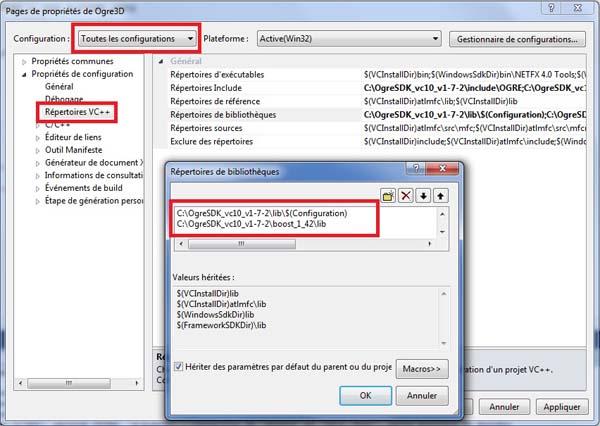 Pages de propriétés de Ogre3D
Configuration : Toutes les configurations Plateforme : Active(Win32) Gestionnaire de configurations...
Propriétés communes
Propriétés de configuration
Général
Débogage
Répertoires VC++
C/C++
Éditeur de liens
Outil Manifeste
Générateur de document X
Informations de consultati
Événements de build
Étape de génération person
Général
Répertoires d'exécutables $(VCInstallDir)bin;$(WindowsSdkDir)bin\NETFX 4.0 Tools;$
Répertoires Include C:\OgreSDK_vc10_v1-7-2\include\OGRE;C:\OgreSDK_vc
Répertoires de référence $(VCInstallDir)atlmfc\lib;$(VCInstallDir)lib
Répertoires de bibliothèques C:\OgreSDK_vc10_v1-7-2\lib\$(Configuration);C:\OgreSD
Répertoires sources $(VCInstallDir)atlmfc\src\mfc;$(VCInstallDir)atlmfc\src\mfc
Exclure des répertoires $(VCInstallDir)include;$(VCInstallDir)atlmfc\include;$(Windo
Répertoires de bibliothèques
C:\OgreSDK_vc10_v1-7-2\lib\$(Configuration)
C:\OgreSDK_vc10_v1-7-2\boost_1_42\lib
Valeurs héritées :
$(VCInstallDir)lib
$(VCInstallDir)atlmfc\lib
$(WindowsSdkDir)lib
$(FrameworkSDKDir)\lib
Hériter des paramètres par défaut du parent ou du proje Macros>>
OK Annuler
ration d'un projet VC++.
Annuler Appliquer